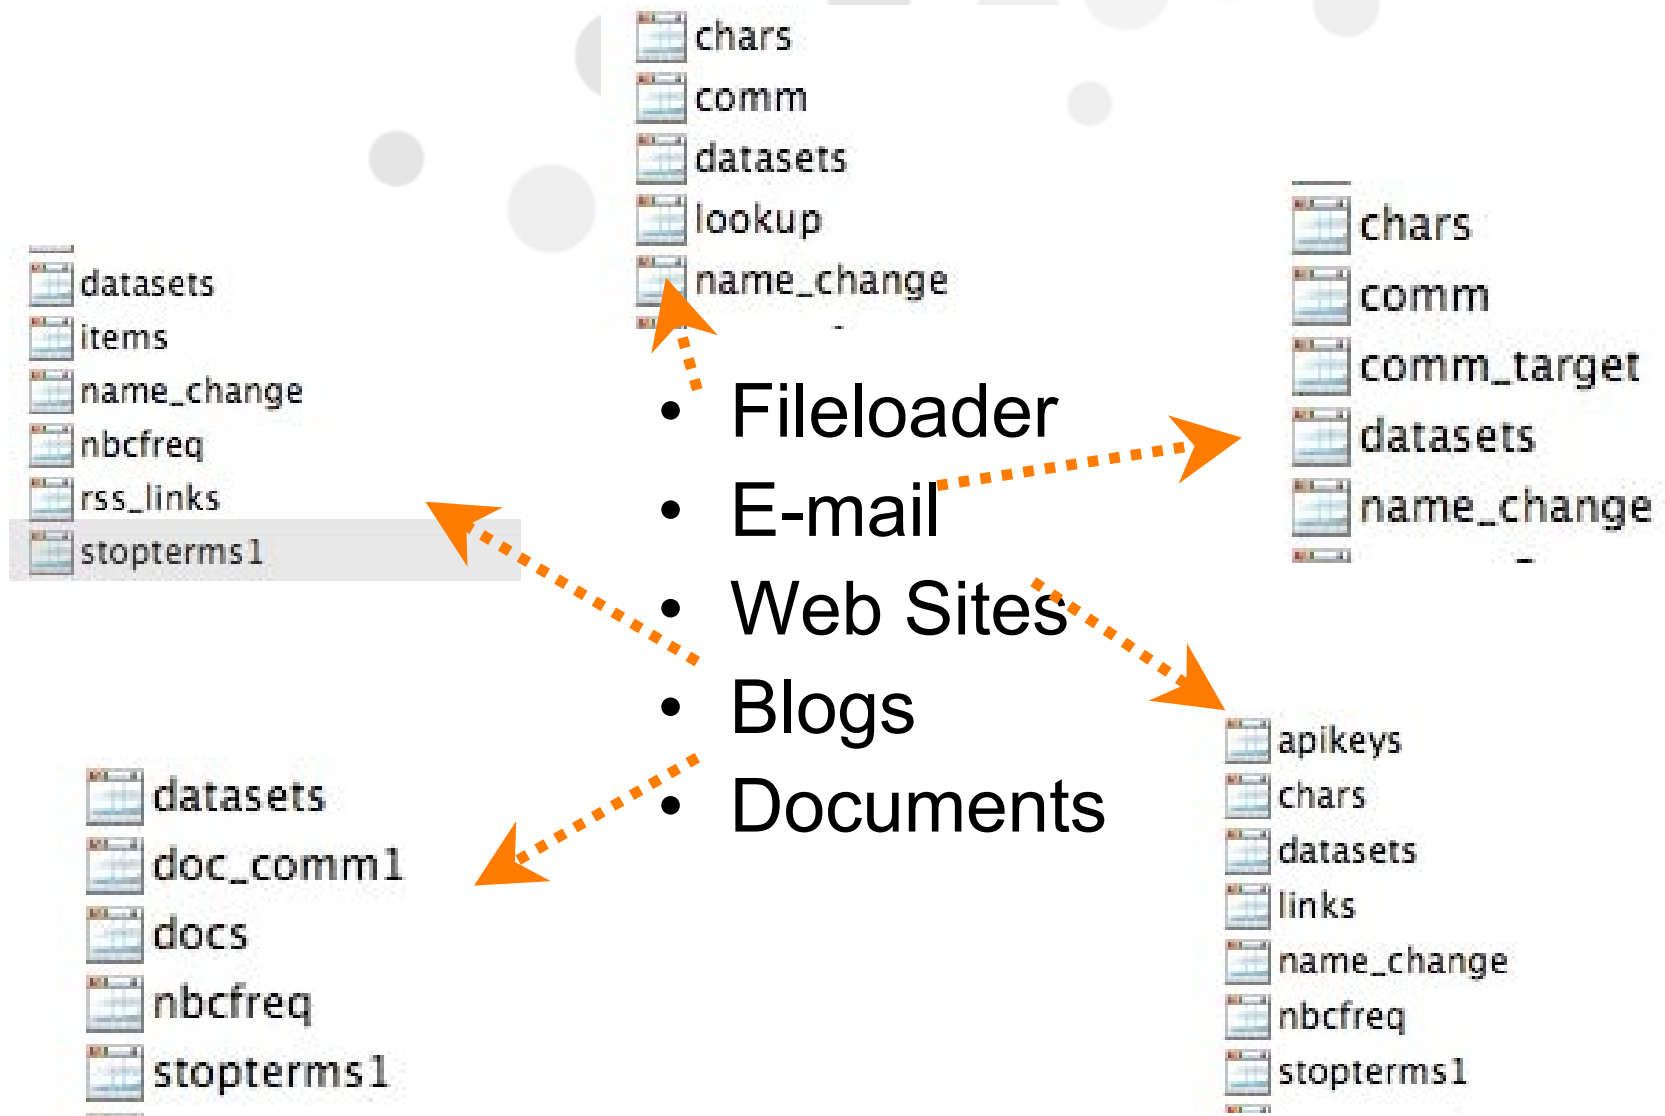 chars
comm
datasets
lookup
name_change
datasets
items
name_change
nbcfreq
rss_links
stopterms1
chars
comm
comm_target
datasets
name_change
• Fileloader
• E-mail
• Web Sites
• Blogs
• Documents
datasets
doc_comm1
docs
nbcfreq
stopterms1
apikeys
chars
datasets
links
name_change
nbcfreq
stopterms1